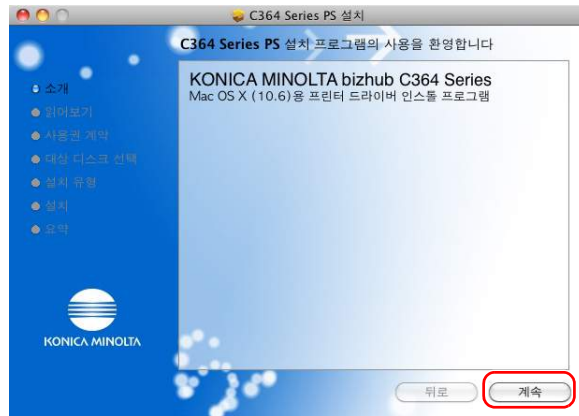 C364 Series PS 설치
C364 Series PS 설치 프로그램의 사용을 환영합니다
소개
읽어보기
사용권 계약
대상 디스크 선택
설치 유형
설치
요약
KONICA MINOLTA bizhub C364 Series
Mac OS X (10.6)용 프린터 드라이버 인스톨 프로그램
KONICA MINOLTA
뒤로
계속